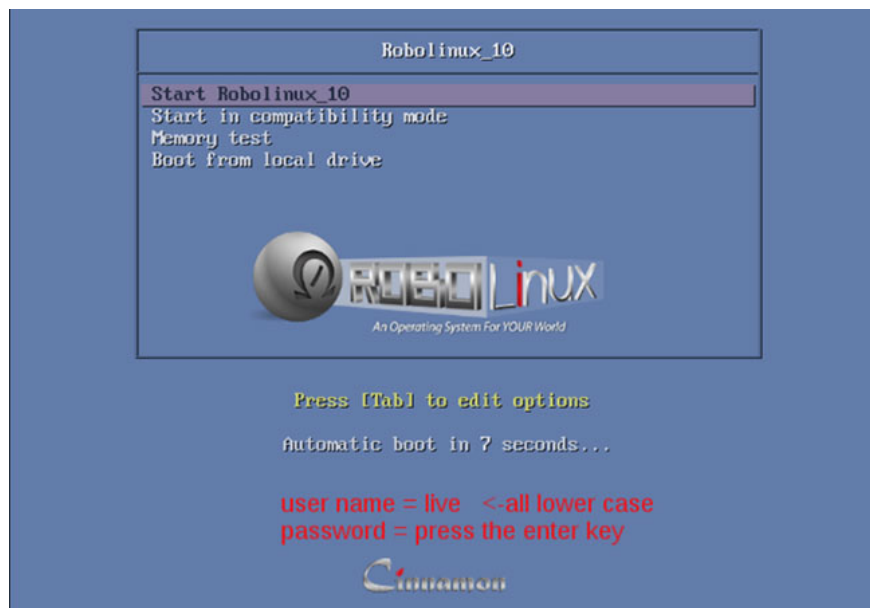 Robolinux_10
Start Robolinux_10
Start in compatibility mode
Memory test
Boot from local drive
Ω ROBOLinUX
An Operating System For YOUR World
Press [Tab] to edit options
Automatic boot in 7 seconds...
user name = live <-all lower case
password = press the enter key
Cinnamon